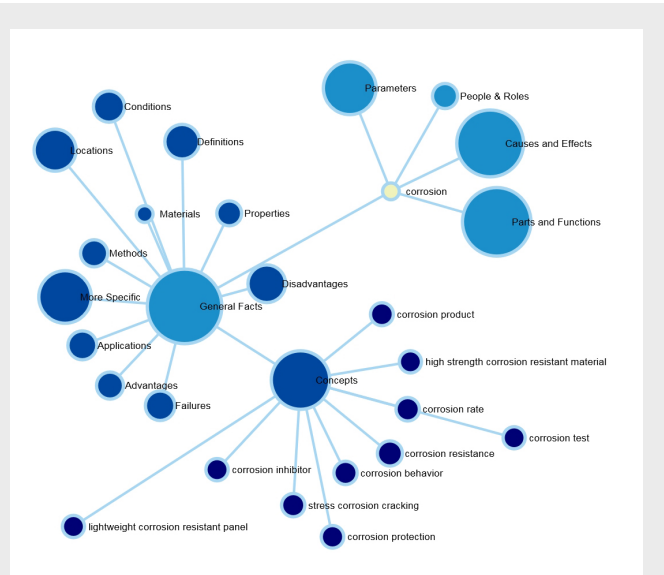 Parameters
People & Roles
Conditions
Definitions
Causes and Effects
Locations
corrosion
Materials
Properties
Parts and Functions
Methods
Disadvantages
More Specific
General Facts
corrosion product
Applications
high strength corrosion resistant material
Concepts
Advantages
Failures
corrosion rate
corrosion test
corrosion resistance
corrosion inhibitor
corrosion behavior
stress corrosion cracking
lightweight corrosion resistant panel
corrosion protection